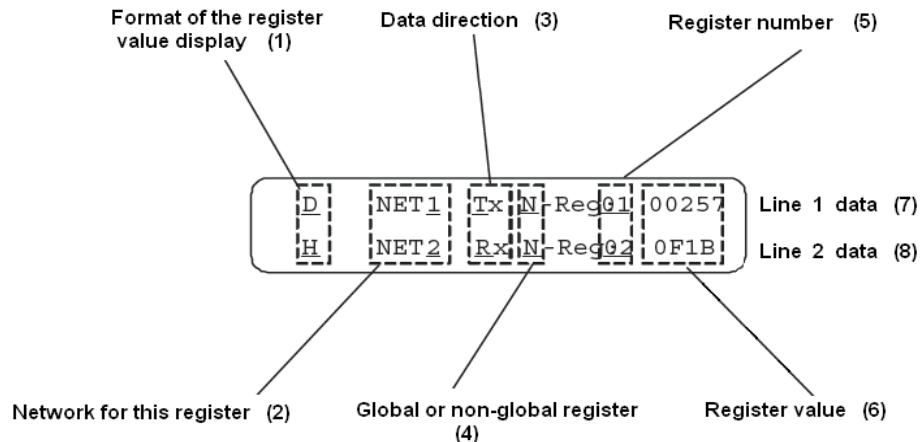 Format of the register
value display (1)
Data direction (3)
Register number (5)
D NET1 Tx N-Reg01 00257
Line 1 data (7)
H NET2 Rx N-Reg02 0F1B
Line 2 data (8)
Network for this register (2)
Global or non-global register
(4)
Register value (6)